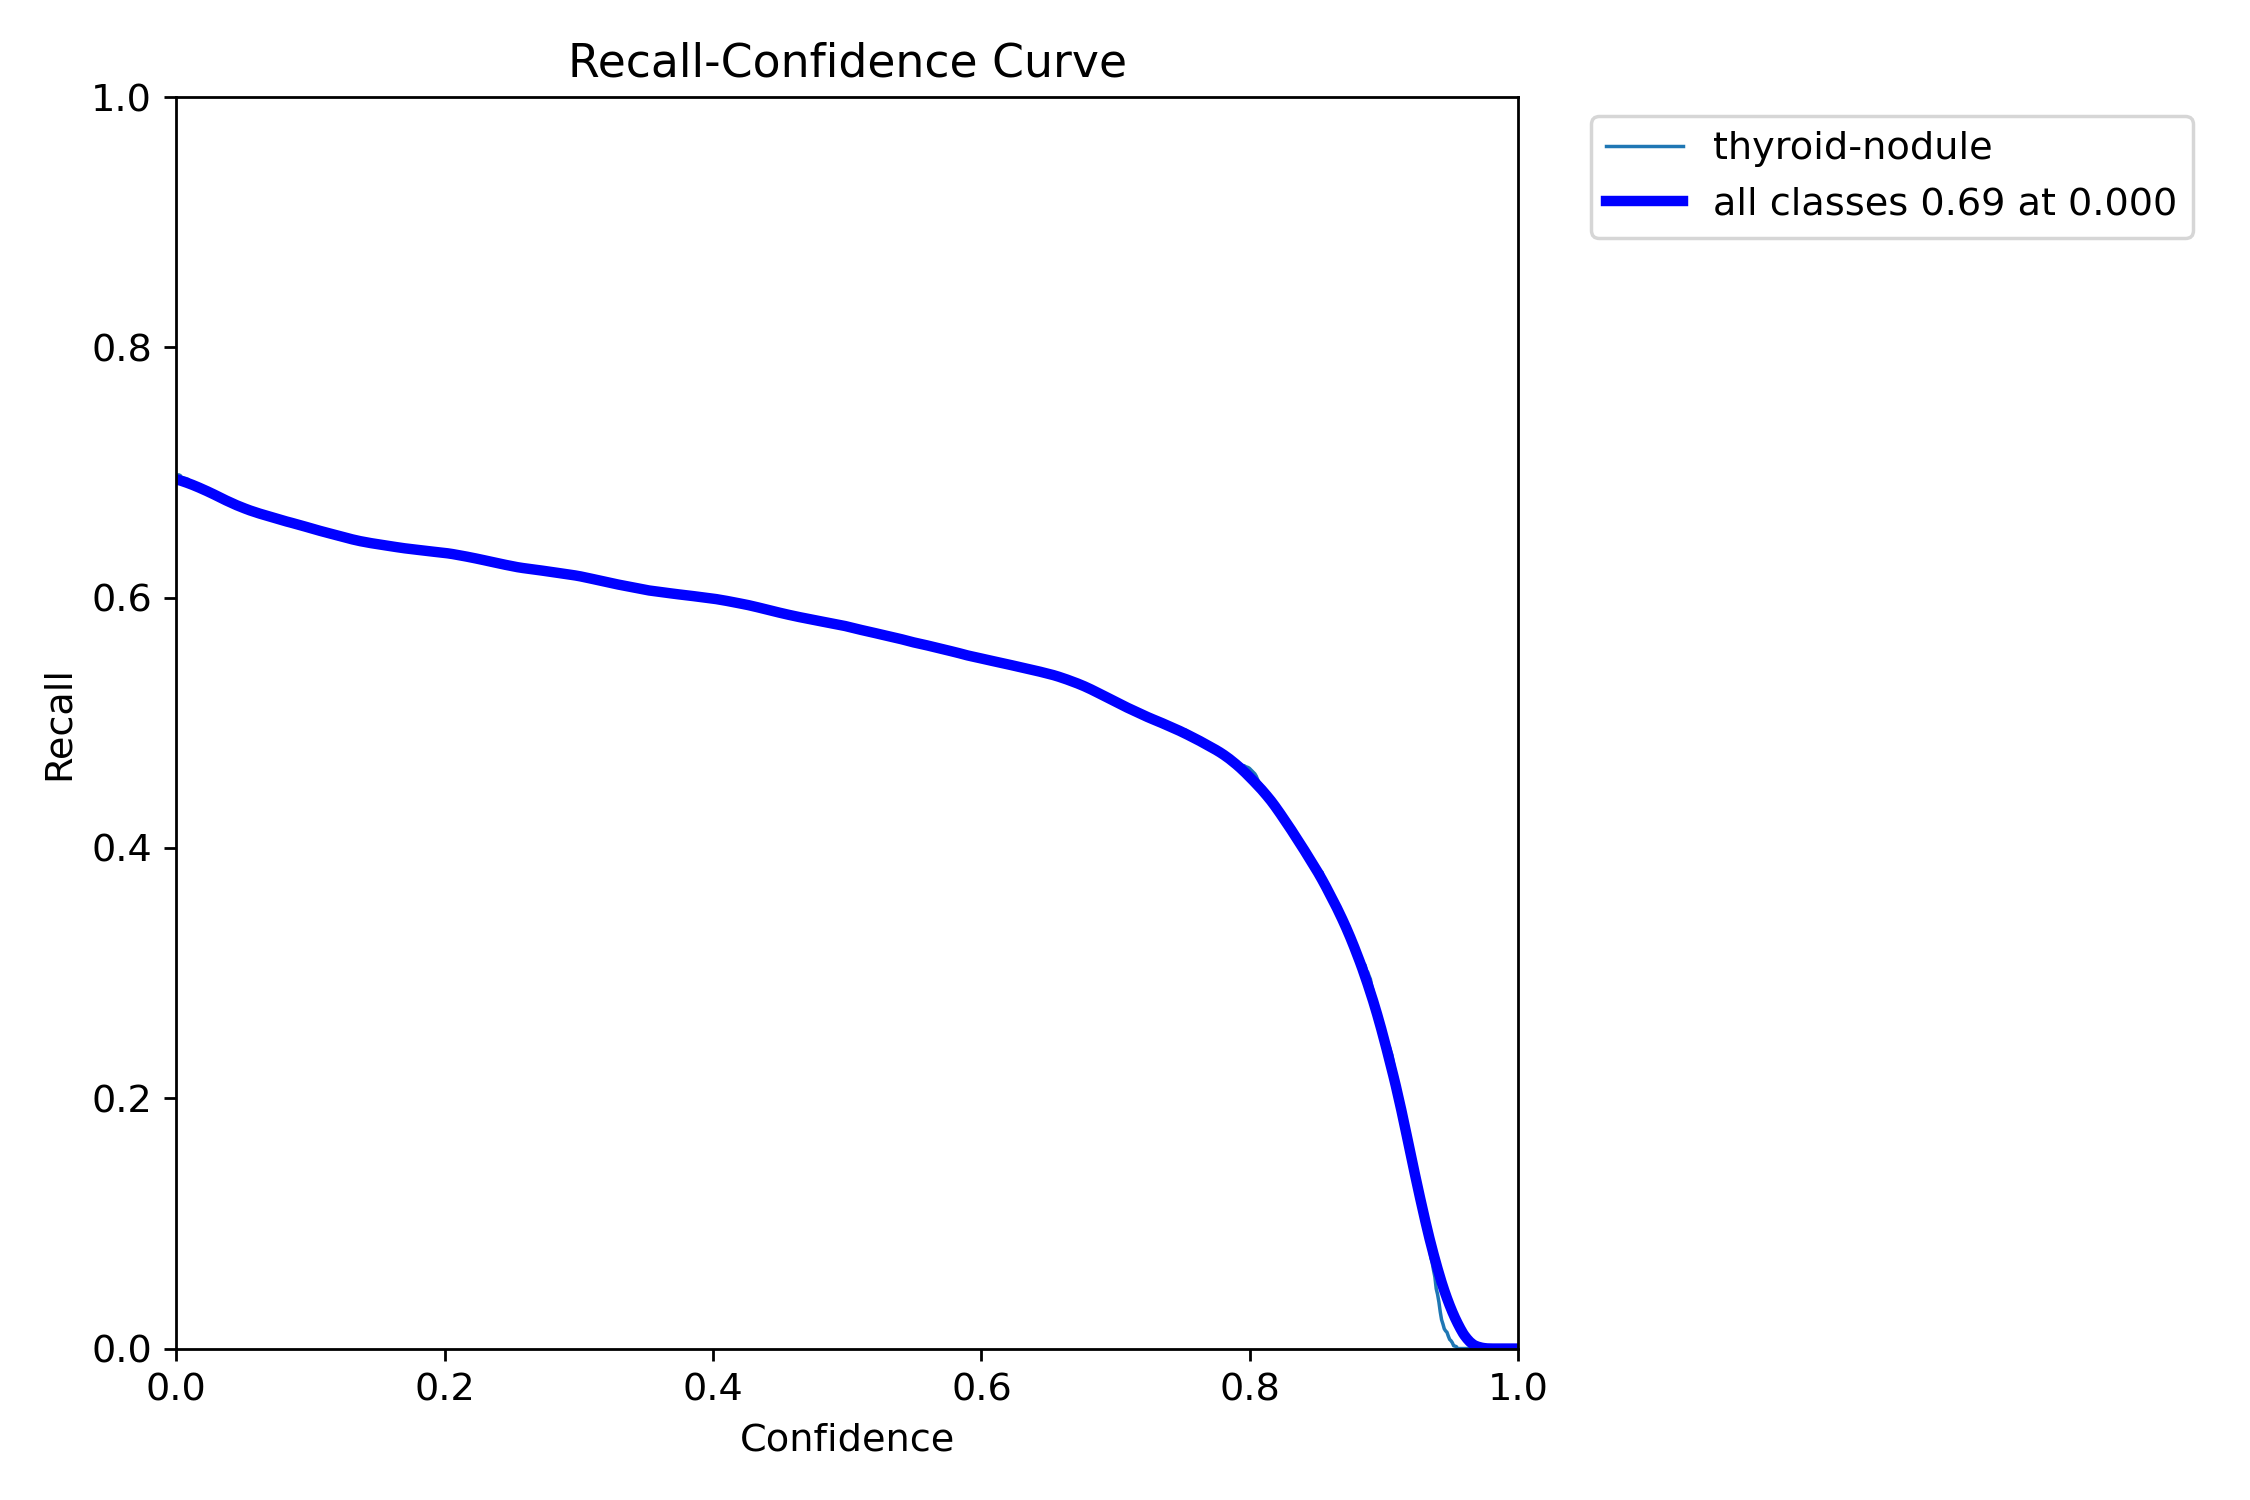 Recall-Confidence Curve
1.0
0.8
0.6
0.4
0.2
0.0
Recall
0.0 0.2 0.4 0.6 0.8 1.0
Confidence
thyroid-nodule
all classes 0.69 at 0.000